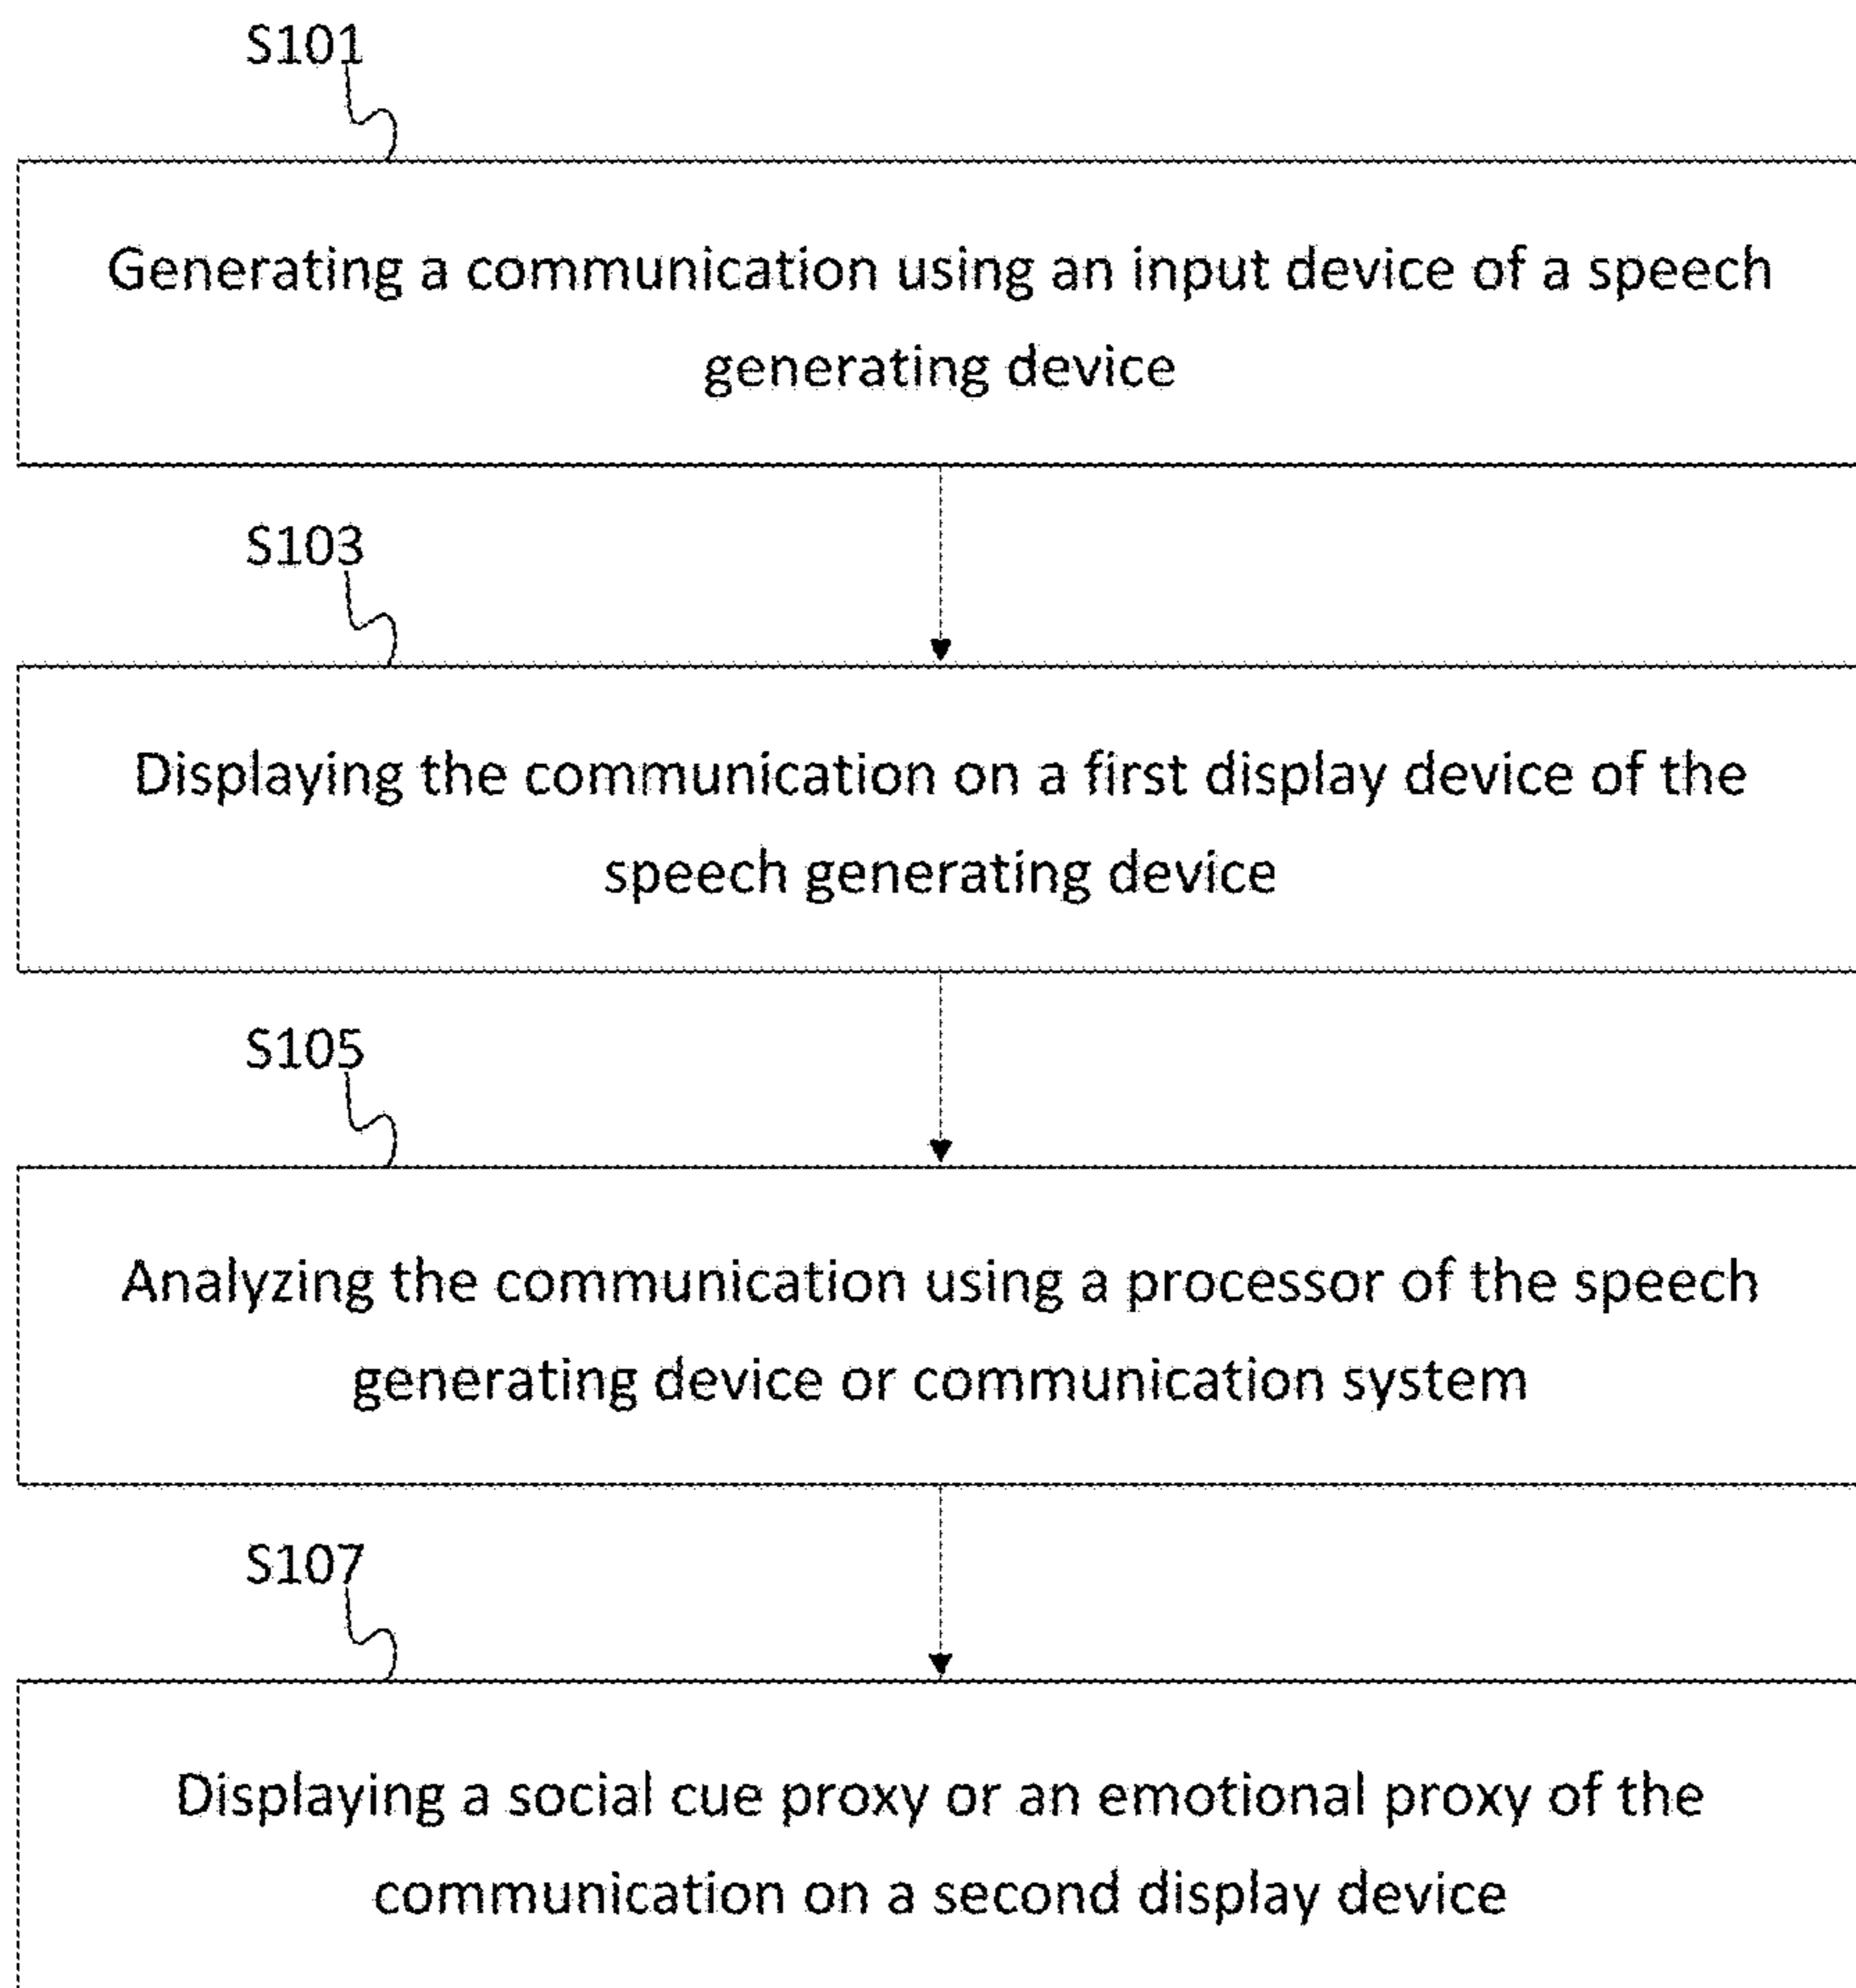 S101
Generating a communication using an input device of a speech
generating device
S103
Displaying the communication on a first display device of the
speech generating device
S105
Analyzing the communication using a processor of the speech
generating device or communication system
S107
Displaying a social cue proxy or an emotional proxy of the
communication on a second display device